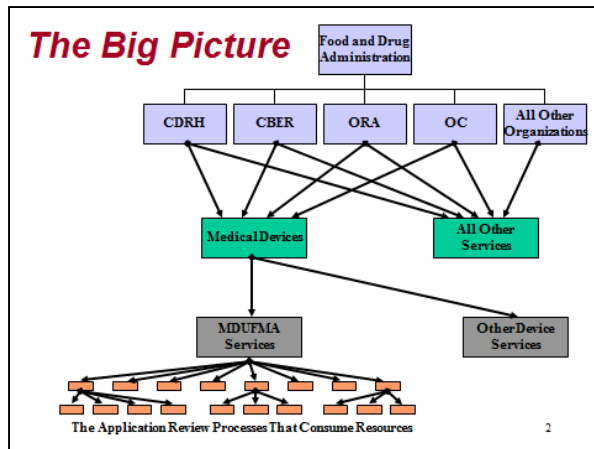 The Big Picture
Food and Drug
Administration
CDRH
CBER
ORA
OC
All Other
Organizations
Medical Devices
All Other
Services
MDUFMA
Services
Other Device
Services
The Application Review Processes That Consume Resources
2